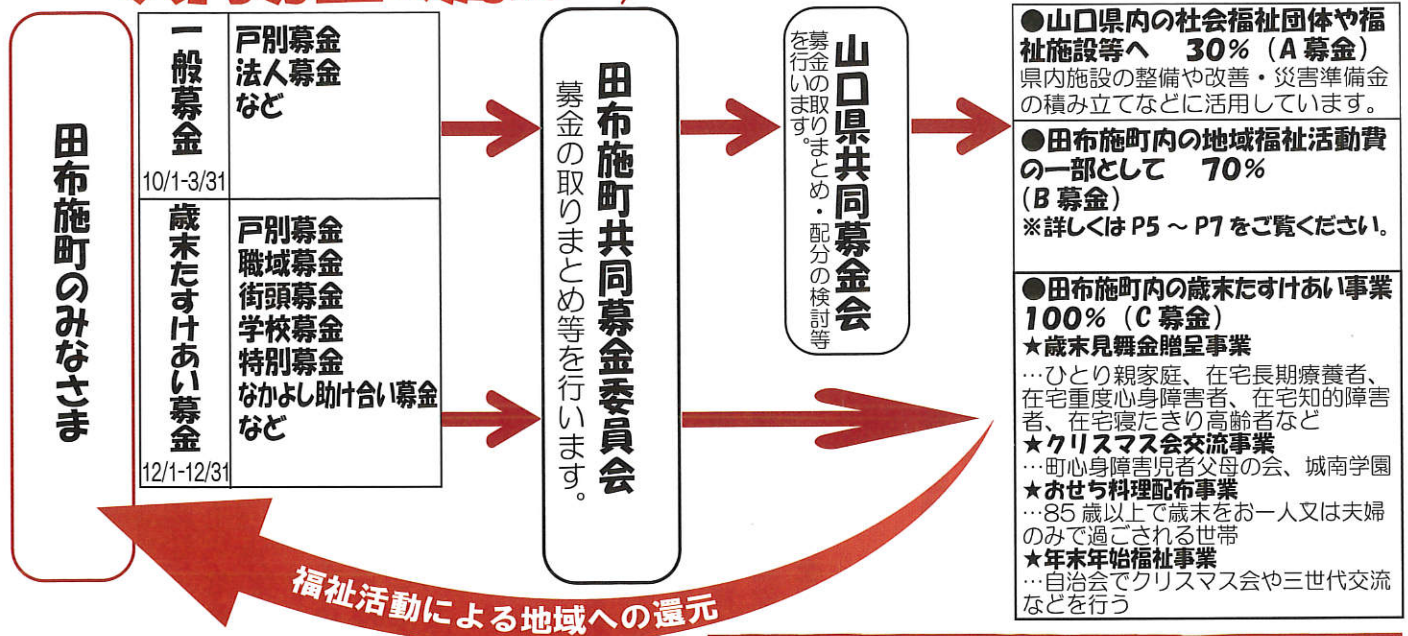 田布施町のみなさま
一般募金
10/1-3/31
戸別募金
法人募金
など
歳末たすけあい募金
12/1-12/31
戸別募金
職域募金
街頭募金
学校募金
特別募金
なかよし助け合い募金
など
田布施町共同募金委員会
募金の取りまとめ等を行います。
山口県共同募金会
募金の取りまとめ・配分の検討等
を行います。
●山口県内の社会福祉団体や福
祉施設等へ 30%（A募金）
県内施設の整備や改善・災害準備金
の積み立てなどに活用しています。
●田布施町内の地域福祉活動費
の一部として 70%
（B募金）
※詳しくはP5～P7をご覧ください。
●田布施町内の歳末たすけあい事業
100%（C募金）
★歳末見舞金贈呈事業
…ひとり親家庭、在宅長期療養者、
在宅重度心身障害者、在宅知的障害
者、在宅寝たきり高齢者など
★クリスマス会交流事業
…町心身障害児者父母の会、城南学園
★おせち料理配布事業
…85歳以上で歳末をお一人又は夫婦
のみで過ごされる世帯
★年末年始福祉事業
…自治会でクリスマス会や三世代交流
などを行う
福祉活動による地域への還元